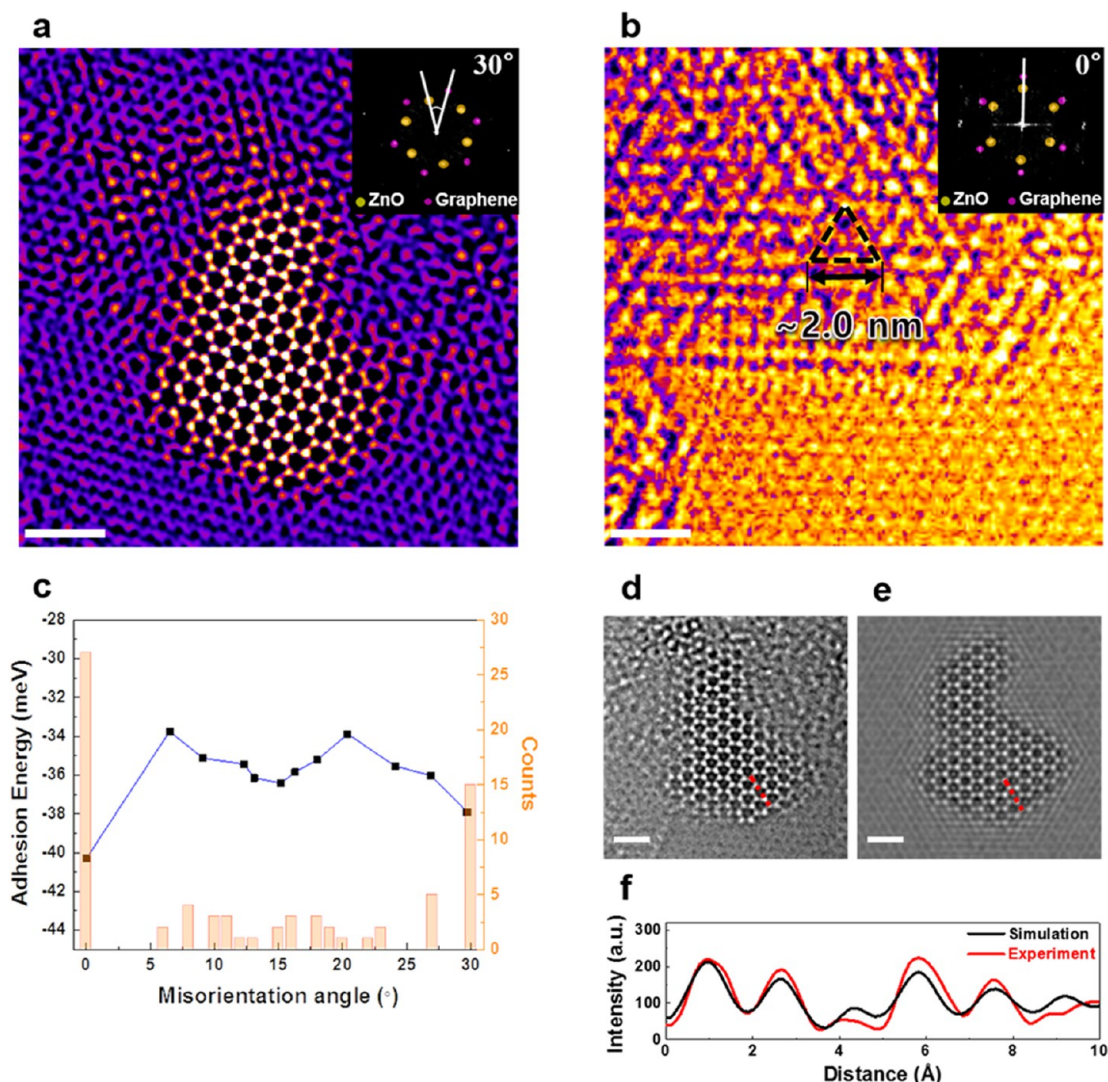 a
30°
ZnO Graphene
b
0°
ZnO Graphene
~2.0 nm
c
-28
-30
-32
-34
-36
-38
-40
-42
-44
Adhesion Energy (meV)
30
25
20
15
10
5
0
Counts
0 5 10 15 20 25 30
Misorientation angle (°)
d
e
f
300
200
100
0
Intensity (a.u.)
Simulation
Experiment
0 2 4 6 8 10
Distance (Å)